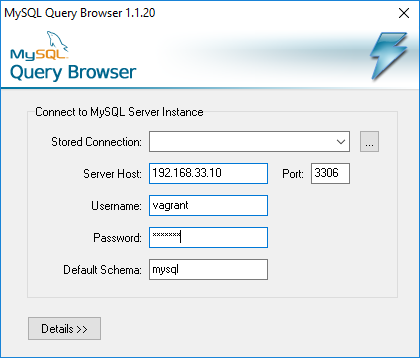 MySQL Query Browser 1.1.20
MySQL
Query Browser
Connect to MySQL Server Instance
Stored Connection:
...
Server Host: 192.168.33.10 Port: 3306
Username: vagrant
Password: *******
Default Schema: mysql
Details >>